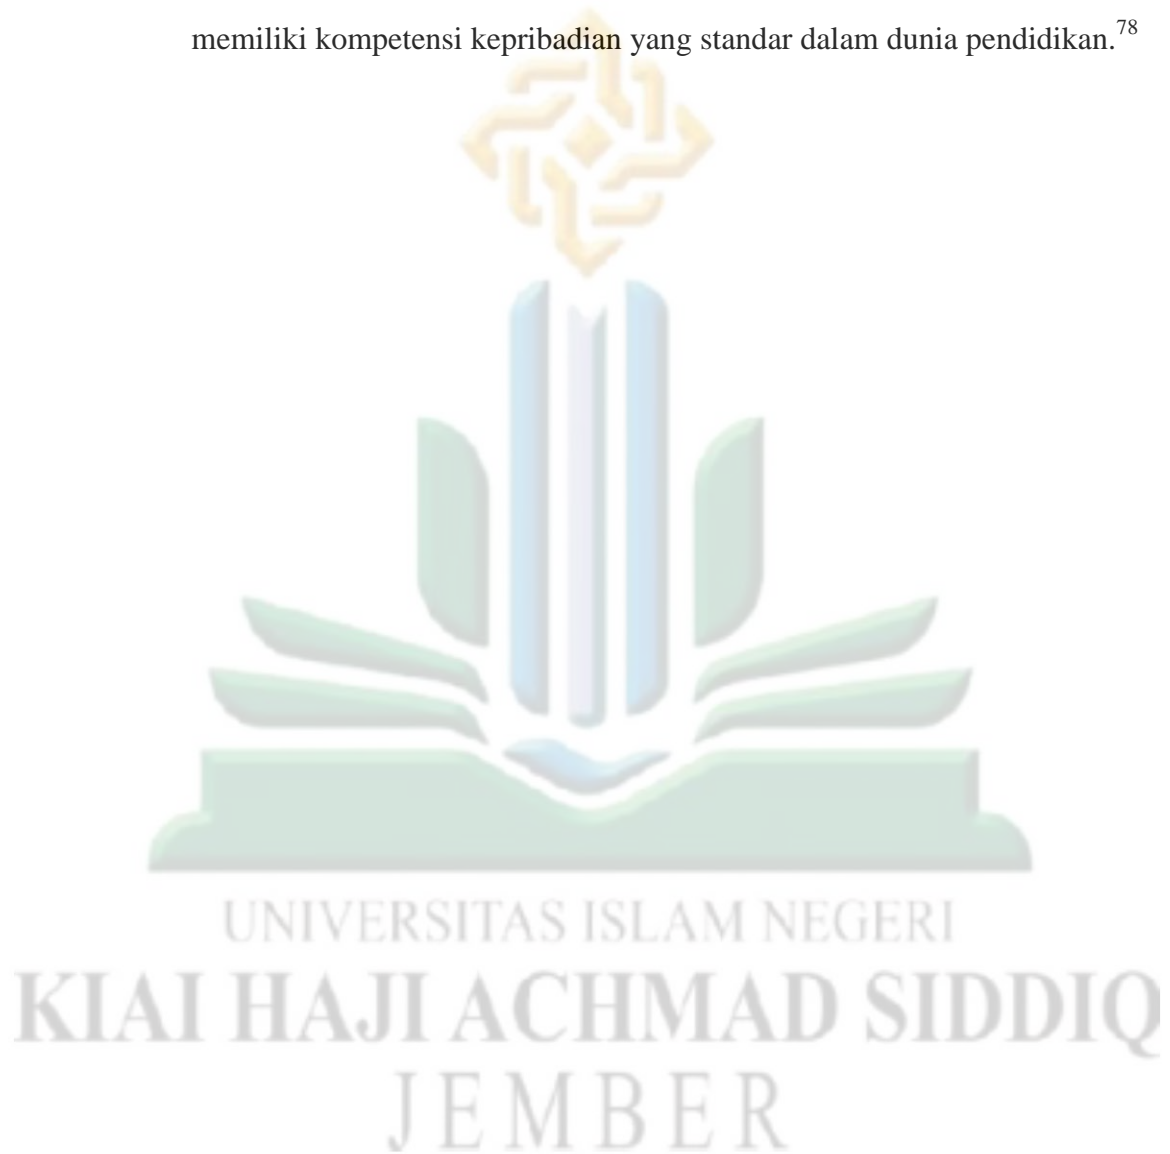 memiliki kompetensi kepribadian yang standar dalam dunia pendidikan.⁷⁸
UNIVERSITAS ISLAM NEGERI
KIAI HAJI ACHMAD SIDDIQ
JEMBER